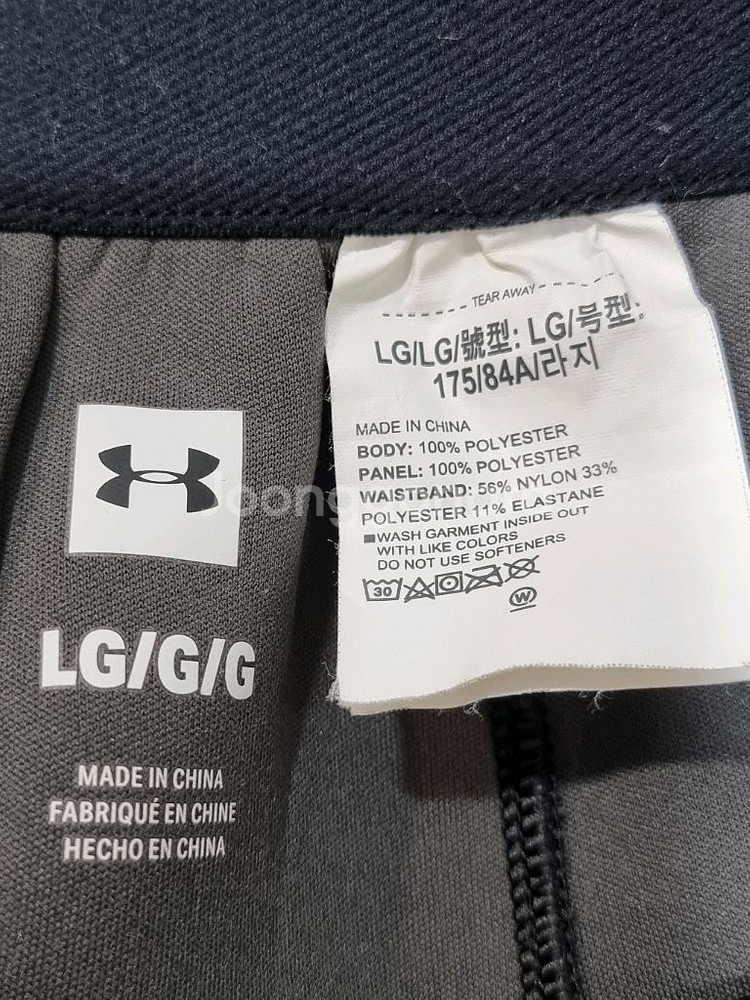 TEAR AWAY
LG/LG/號型: LG/号型:
175/84A/라지
MADE IN CHINA
BODY: 100% POLYESTER
PANEL: 100% POLYESTER
WAISTBAND: 56% NYLON 33%
POLYESTER 11% ELASTANE
■WASH GARMENT INSIDE OUT
WITH LIKE COLORS
DO NOT USE SOFTENERS
30
W
LG/G/G
MADE IN CHINA
FABRIQUÉ EN CHINE
HECHO EN CHINA